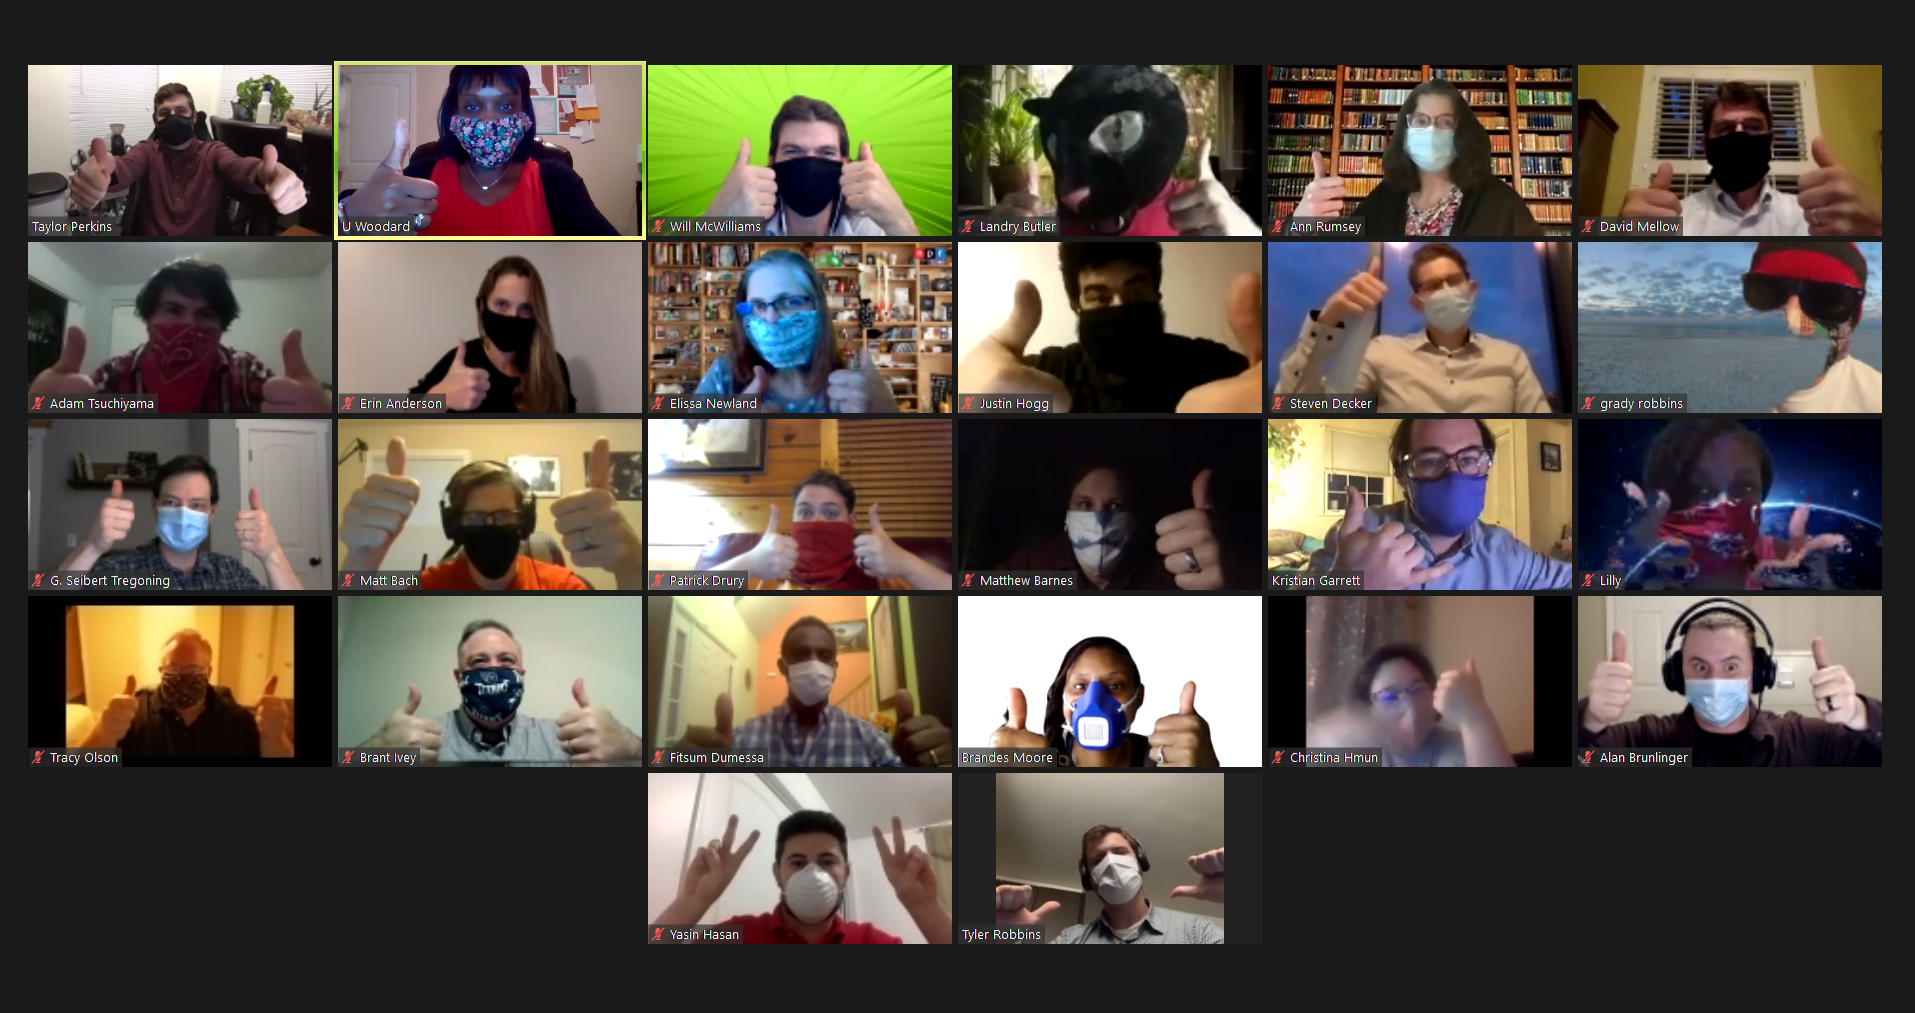 Taylor Perkins
U Woodard
Will McWilliams
Landry Butler
Ann Rumsey
David Mellow
Adam Tsuchiyama
Erin Anderson
Elissa Newland
Justin Hogg
Steven Decker
grady robbins
G. Seibert Tregoning
Matt Bach
Patrick Drury
Matthew Barnes
Kristian Garrett
Lilly
Tracy Olson
Brant Ivey
TITANS
Fitsum Dumessa
Brandes Moore
Christina Hmun
Alan Brunlinger
Yasin Hasan
Tyler Robbins